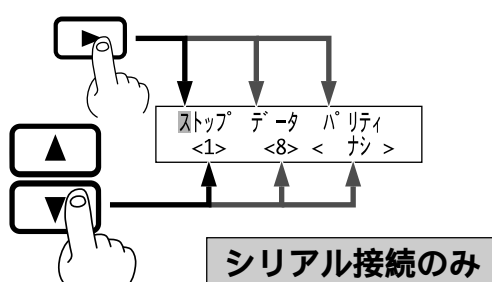 ストップ データ パリティ
<1> <8> < ナシ >
シリアル接続のみ